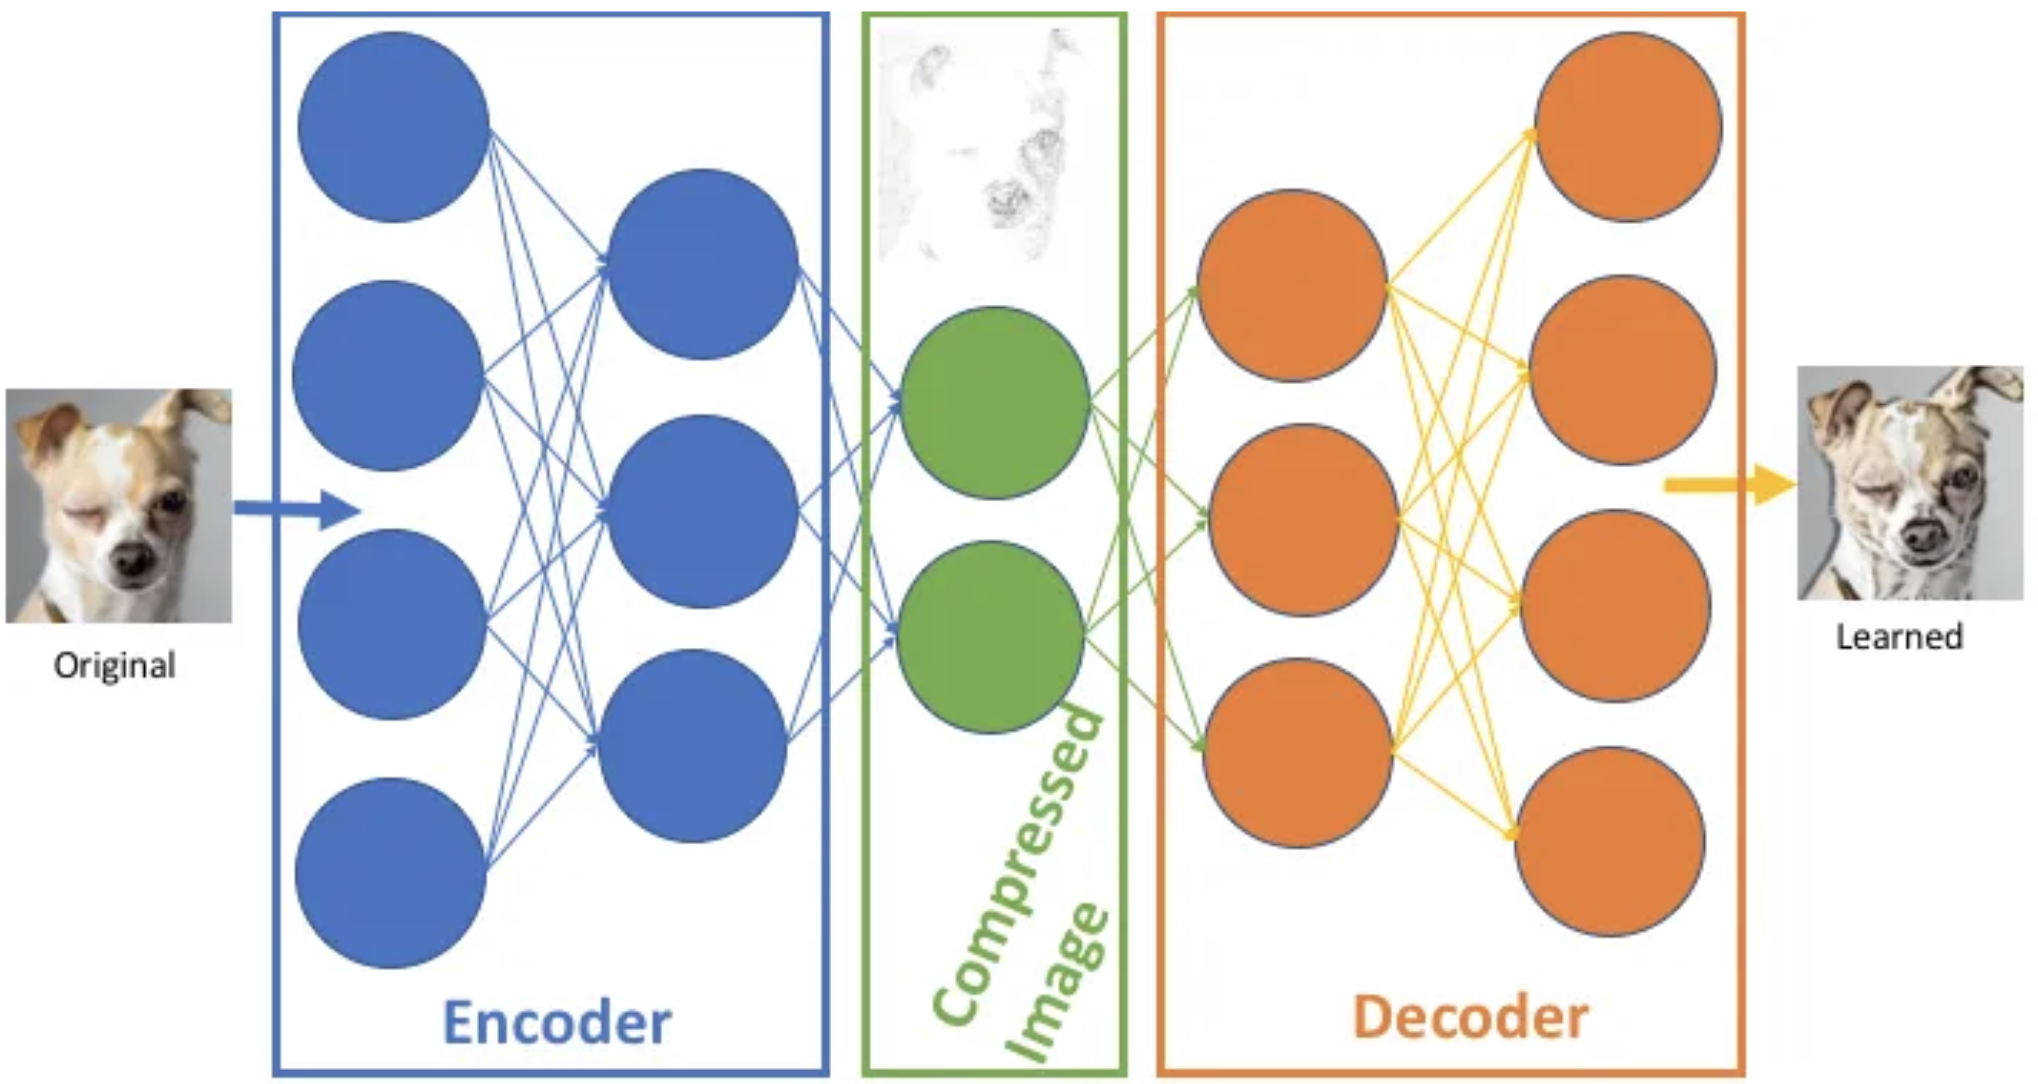 Original
Encoder
Compressed
Image
Decoder
Learned